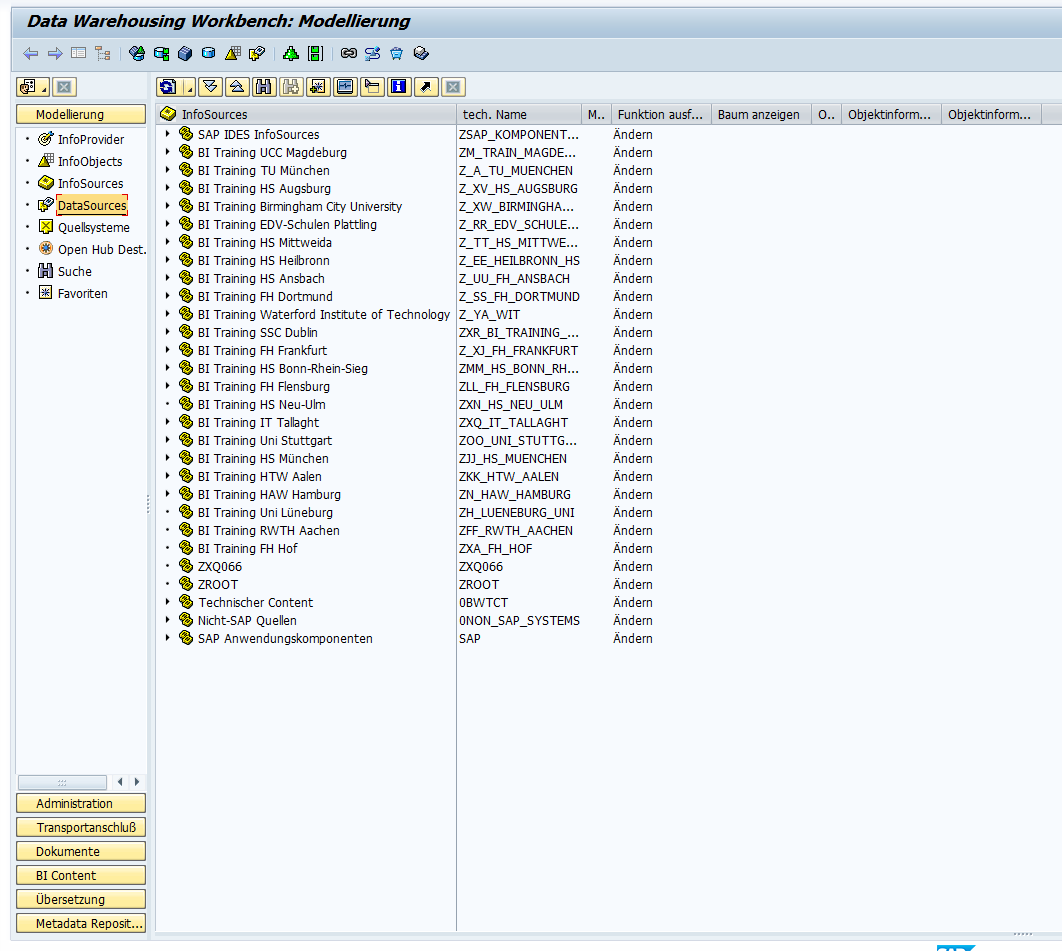 Data Warehousing Workbench: Modellierung
Modellierung
InfoProvider
InfoObjects
InfoSources
DataSources
Quellsysteme
Open Hub Dest.
Suche
Favoriten
Administration
Transportanschluß
Dokumente
BI Content
Übersetzung
Metadata Reposit...
InfoSources tech. Name M.. Funktion ausf... Baum anzeigen O.. Objektinform... Objektinform...
SAP IDES InfoSources ZSAP_KOMPONENT... Ändern
BI Training UCC Magdeburg ZM_TRAIN_MAGDE... Ändern
BI Training TU München Z_A_TU_MUENCHEN Ändern
BI Training HS Augsburg Z_XV_HS_AUGSBURG Ändern
BI Training Birmingham City University Z_XW_BIRMINGHA... Ändern
BI Training EDV-Schulen Plattling Z_RR_EDV_SCHULE... Ändern
BI Training HS Mittweida Z_TT_HS_MITTWE... Ändern
BI Training HS Heilbronn Z_EE_HEILBRONN_HS Ändern
BI Training HS Ansbach Z_UU_FH_ANSBACH Ändern
BI Training FH Dortmund Z_SS_FH_DORTMUND Ändern
BI Training Waterford Institute of Technology Z_YA_WIT Ändern
BI Training SSC Dublin ZXR_BI_TRAINING_... Ändern
BI Training FH Frankfurt Z_XJ_FH_FRANKFURT Ändern
BI Training HS Bonn-Rhein-Sieg ZMM_HS_BONN_RH... Ändern
BI Training FH Flensburg ZLL_FH_FLENSBURG Ändern
BI Training HS Neu-Ulm ZXN_HS_NEU_ULM Ändern
BI Training IT Tallaght ZXQ_IT_TALLAGHT Ändern
BI Training Uni Stuttgart ZOO_UNI_STUTTG... Ändern
BI Training HS München ZJJ_HS_MUENCHEN Ändern
BI Training HTW Aalen ZKK_HTW_AALEN Ändern
BI Training HAW Hamburg ZN_HAW_HAMBURG Ändern
BI Training Uni Lüneburg ZH_LUENEBURG_UNI Ändern
BI Training RWTH Aachen ZFF_RWTH_AACHEN Ändern
BI Training FH Hof ZXA_FH_HOF Ändern
ZXQ066 ZXQ066 Ändern
ZROOT ZROOT Ändern
Technischer Content 0BWTCT Ändern
Nicht-SAP Quellen 0NON_SAP_SYSTEMS Ändern
SAP Anwendungskomponenten SAP Ändern